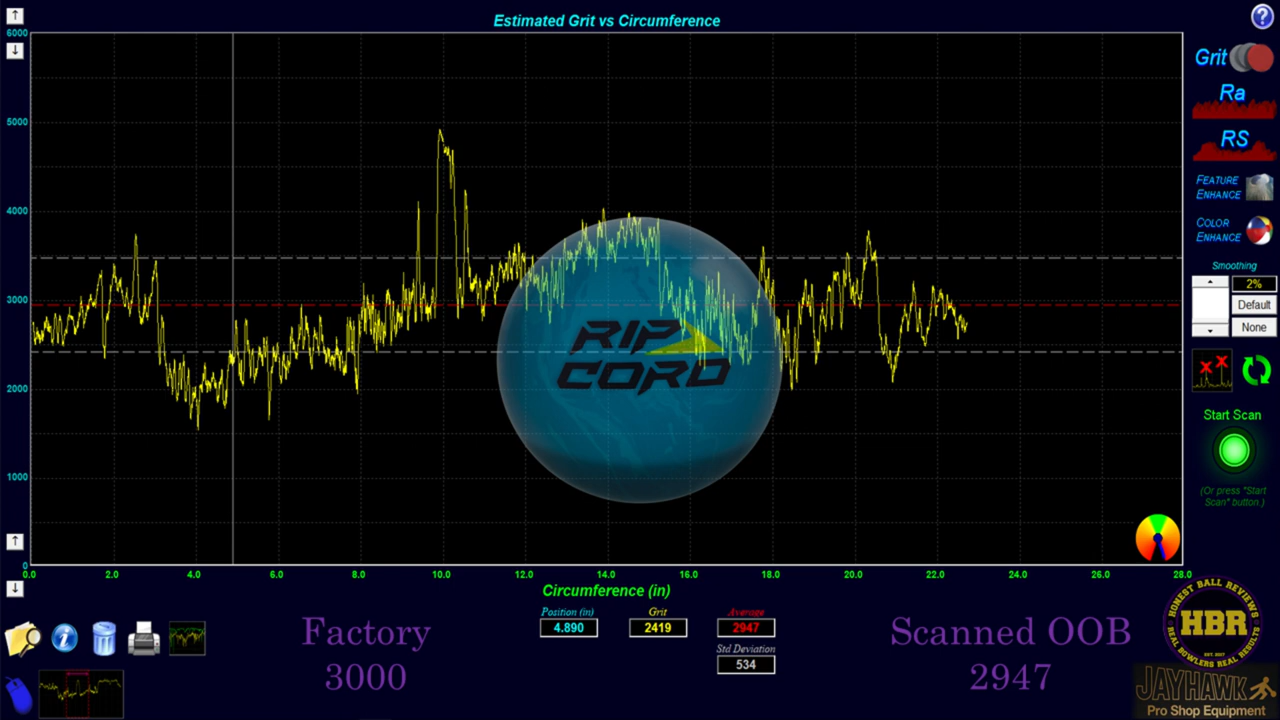 Estimated Grit vs Circumference
6000
5000
4000
3000
2000
1000
0
0.0 2.0 4.0 6.0 8.0 10.0 12.0 14.0 16.0 18.0 20.0 22.0 24.0 26.0 28.0
Circumference (in)
RIP
CORD
Grit
Ra
RS
FEATURE
ENHANCE
COLOR
ENHANCE
Smoothing
2%
Default
None
Start Scan
(Or press "Start
Scan" button )
Position (in) Grit Average
4.890 2419 2947
Std Deviation
534
Factory
3000
Scanned OOB
2947
HONEST BALL REVIEWS
HBR
EST. 2021
REAL BOWLERS REAL RESULTS
JAYHAWK
Pro Shop Equipment